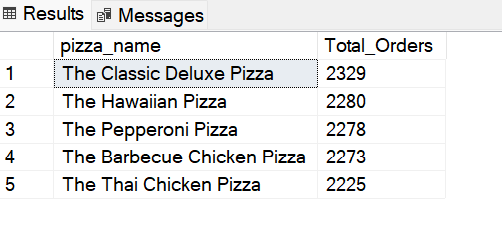 Results Messages
pizza_name Total_Orders
1 The Classic Deluxe Pizza 2329
2 The Hawaiian Pizza 2280
3 The Pepperoni Pizza 2278
4 The Barbecue Chicken Pizza 2273
5 The Thai Chicken Pizza 2225